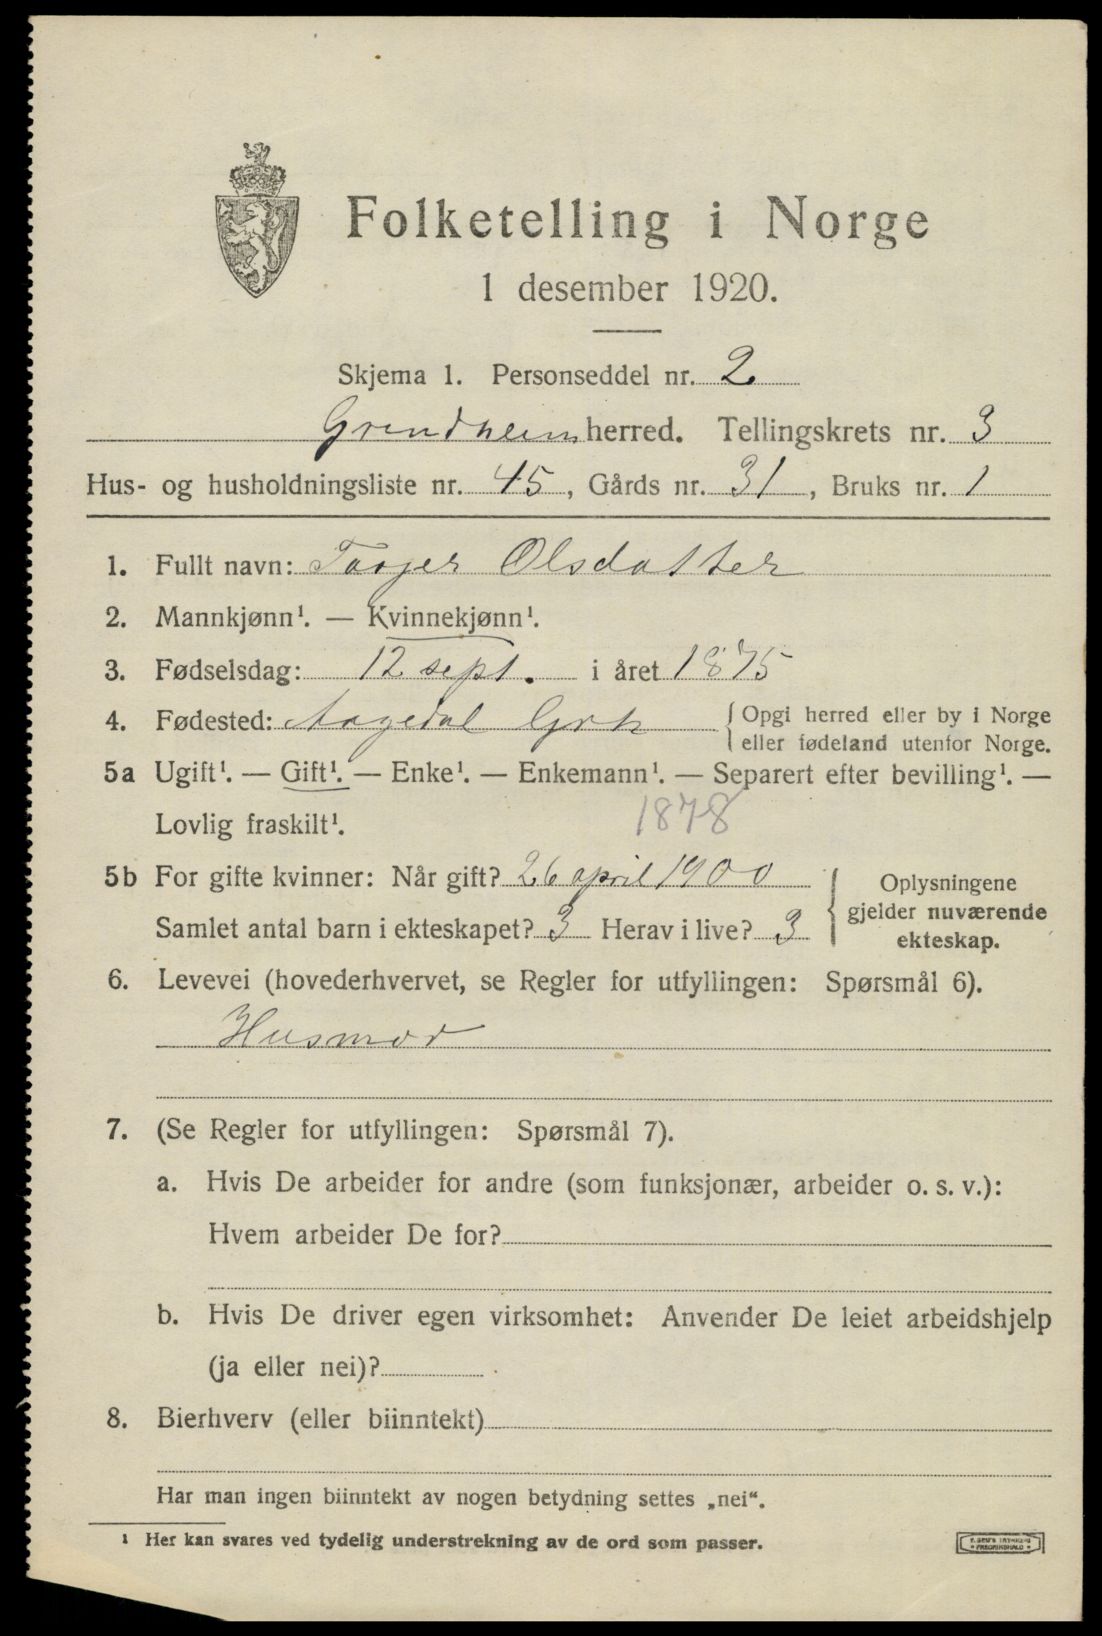 Folketelling i Norge
1 desember 1920.
Skjema 1. Personseddel nr. 2
Grindheim herred. Tellingskrets nr. 3
Hus- og husholdningsliste nr. 45, Gårds nr. 31, Bruks nr. 1
1. Fullt navn: Taajer Olsdatter
2. Mannkjønn¹. — Kvinnekjønn¹.
3. Fødselsdag: 12 sept. i året 1875
4. Fødested: Aagedal { Opgi herred eller by i Norge
eller fødeland utenfor Norge.
5a Ugift¹. — Gift¹. — Enke¹. — Enkemann¹. — Separert efter bevilling¹. —
Lovlig fraskilt¹. 1878
5b For gifte kvinner: Når gift? 26 april 1900
Samlet antal barn i ekteskapet? 3 Herav i live? 3
Oplysningene
gjelder nuværende
ekteskap.
6. Levevei (hovederhvervet, se Regler for utfyllingen: Spørsmål 6).
Husmor
7. (Se Regler for utfyllingen: Spørsmål 7).
a. Hvis De arbeider for andre (som funksjonær, arbeider o. s. v.):
Hvem arbeider De for?
b. Hvis De driver egen virksomhet: Anvender De leiet arbeidshjelp
(ja eller nei)?
8. Bierhverv (eller biinntekt)
Har man ingen biinntekt av nogen betydning settes „nei“.
¹ Her kan svares ved tydelig understrekning av de ord som passer.